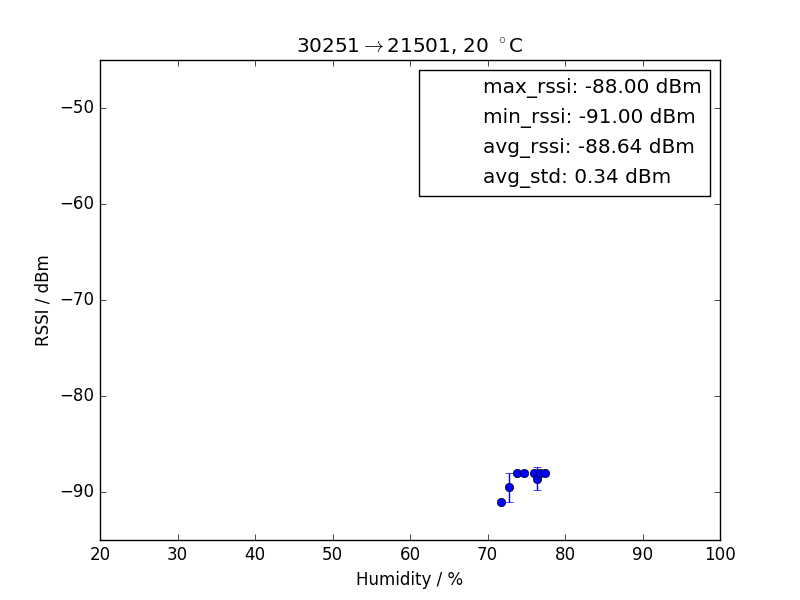 30251→21501, 20 °C
max_rssi: -88.00 dBm
min_rssi: -91.00 dBm
avg_rssi: -88.64 dBm
avg_std: 0.34 dBm
RSSI / dBm
−50
−60
−70
−80
−90
20 30 40 50 60 70 80 90 100
Humidity / %